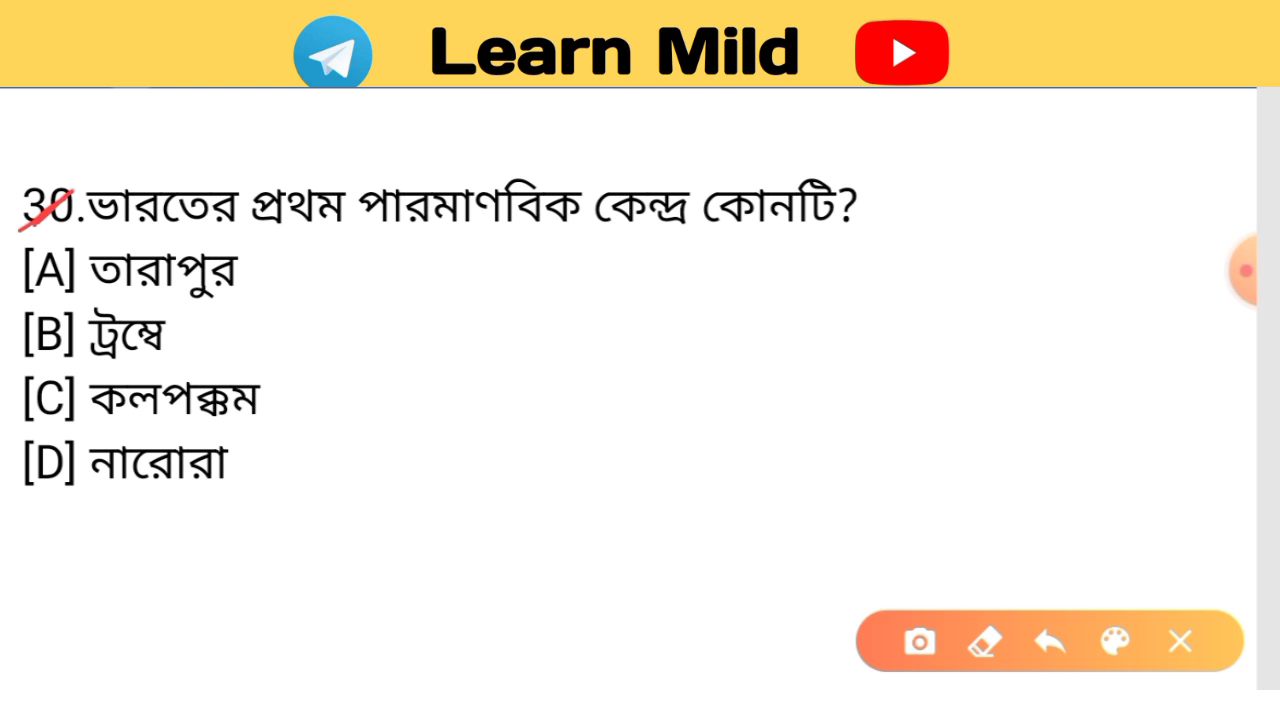 Learn Mild
30.ভারতের প্রথম পারমাণবিক কেন্দ্র কোনটি?
[A] তারাপুর
[B] ট্রম্বে
[C] কলপক্কম
[D] নারোরা